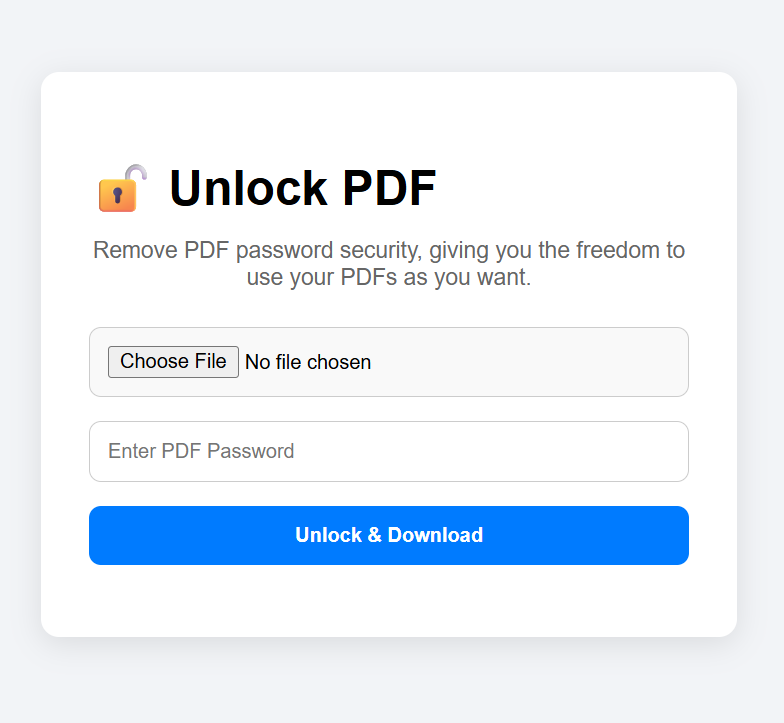 Unlock PDF
Remove PDF password security, giving you the freedom to
use your PDFs as you want.
Choose File No file chosen
Enter PDF Password
Unlock & Download